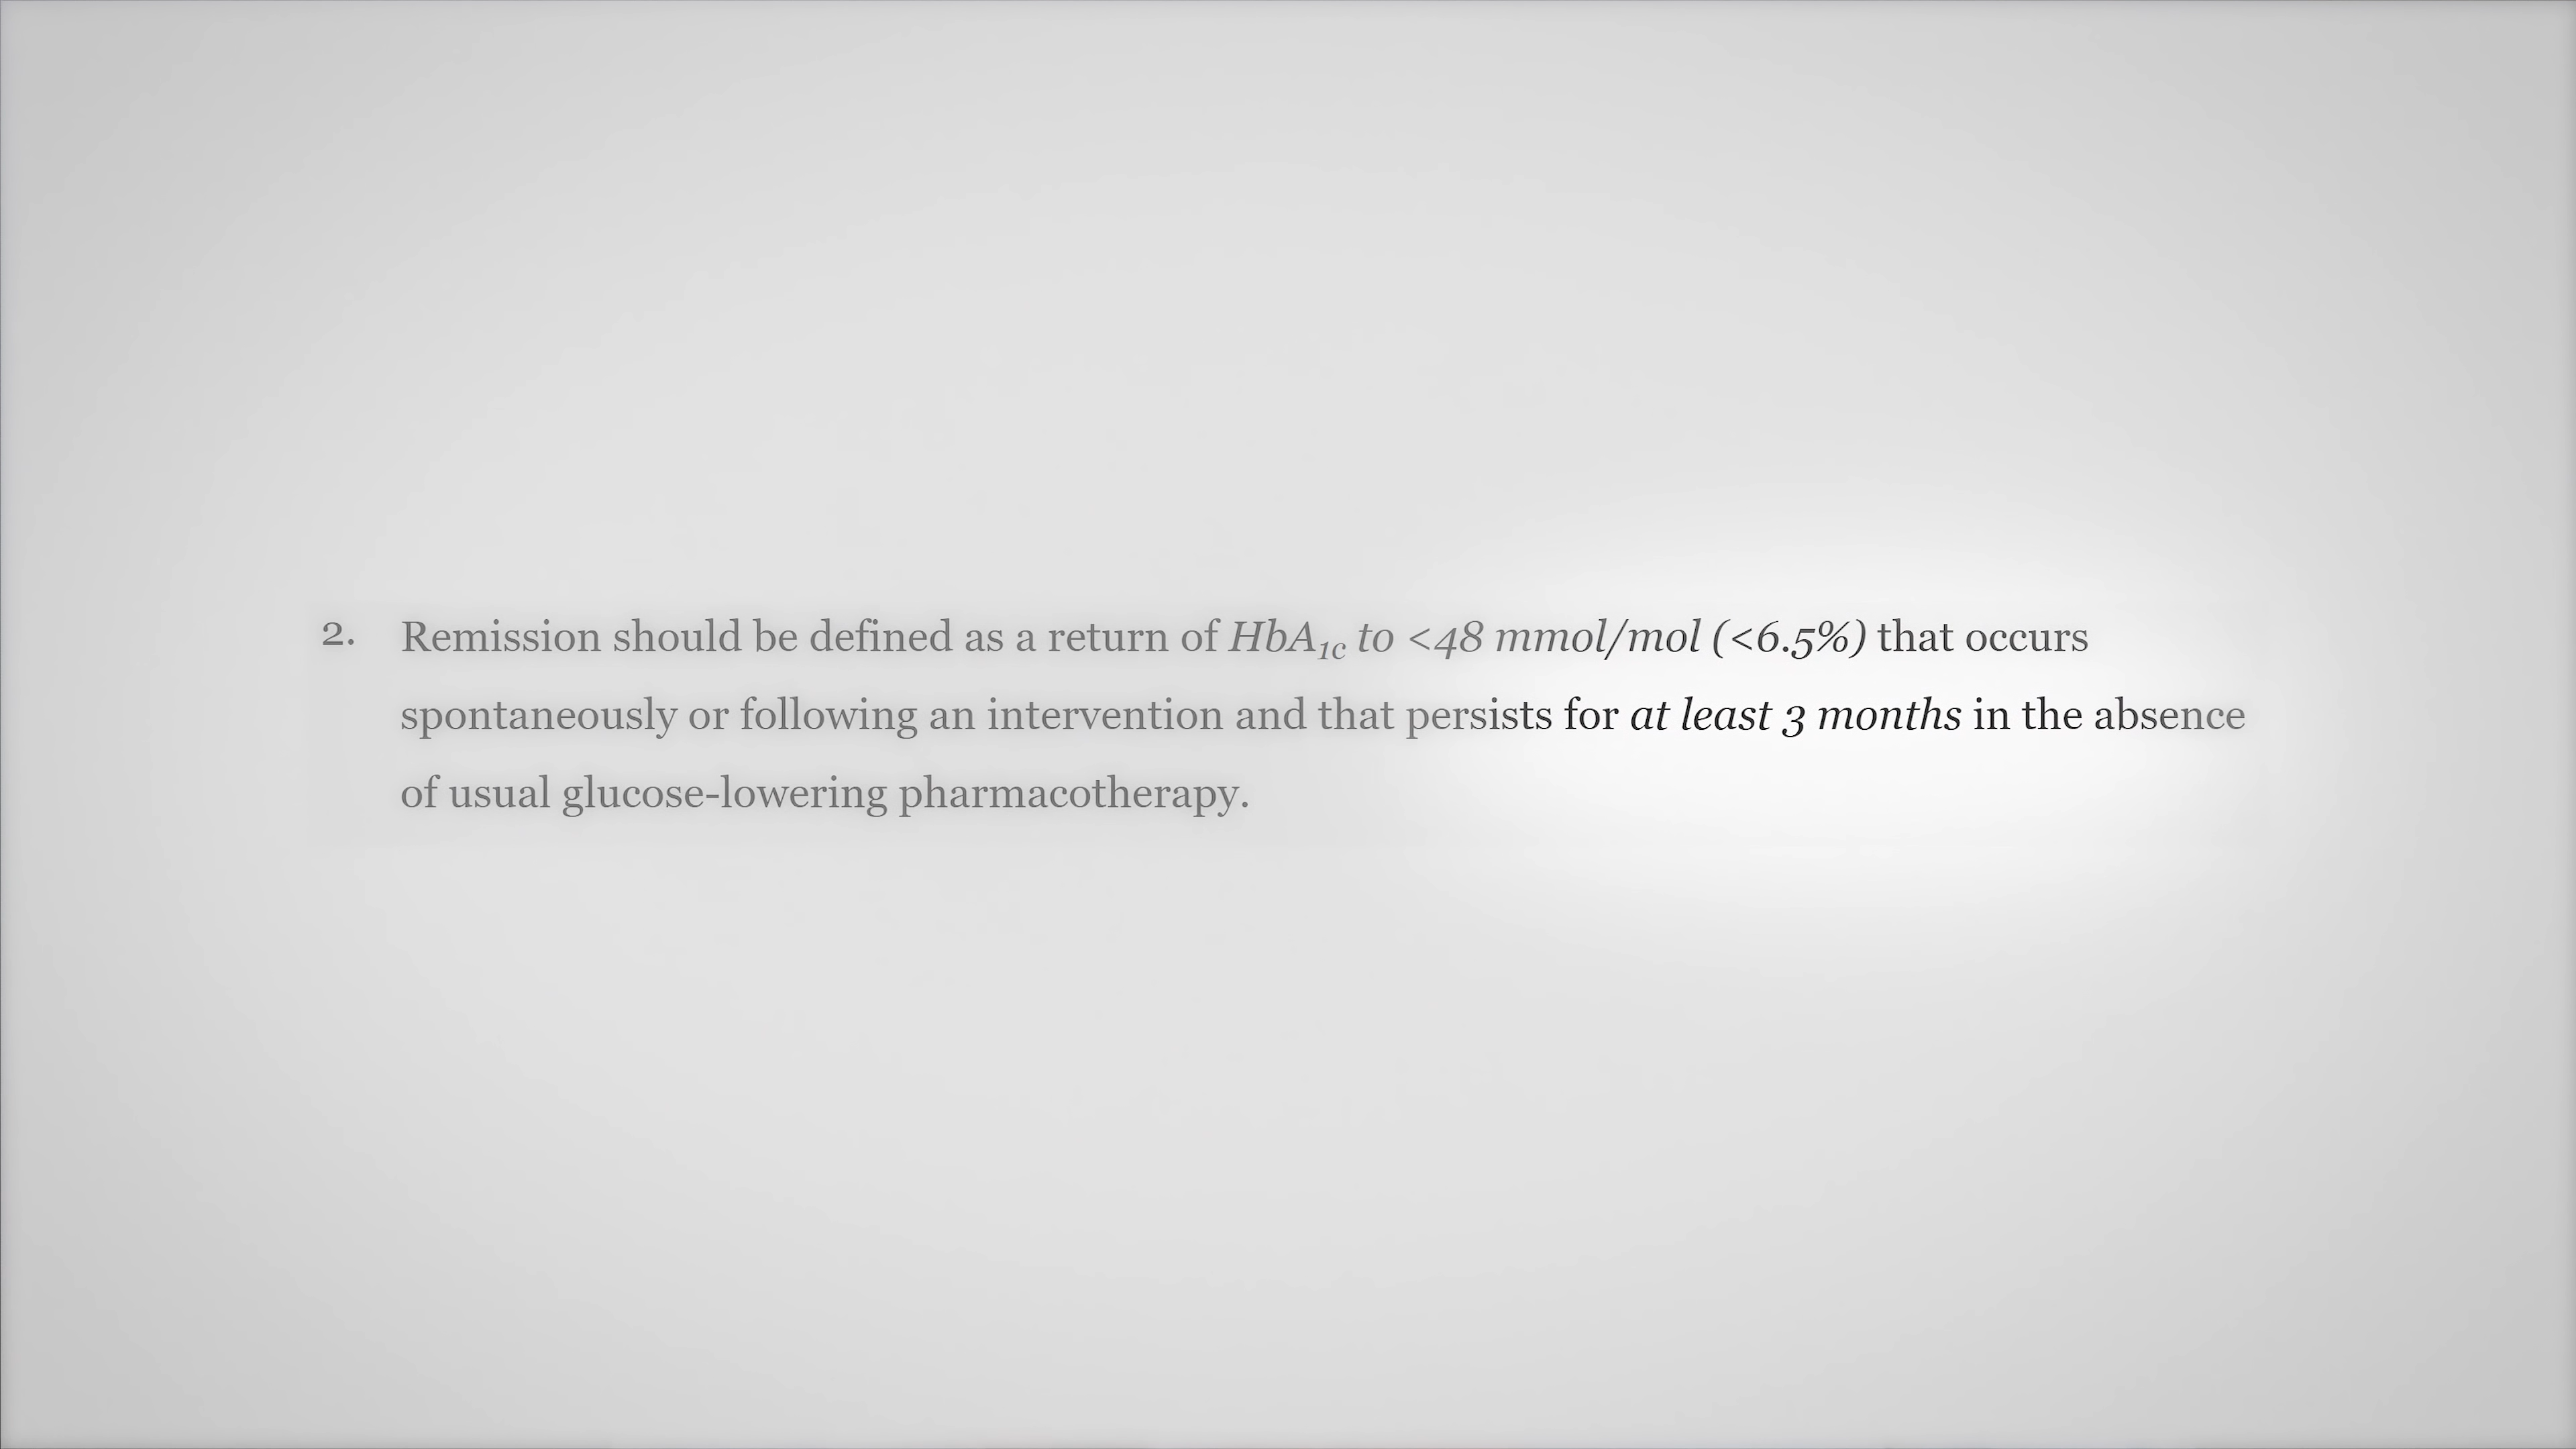 2. Remission should be defined as a return of HbA1c to <48 mmol/mol (<6.5%) that occurs
spontaneously or following an intervention and that persists for at least 3 months in the absence
of usual glucose-lowering pharmacotherapy.